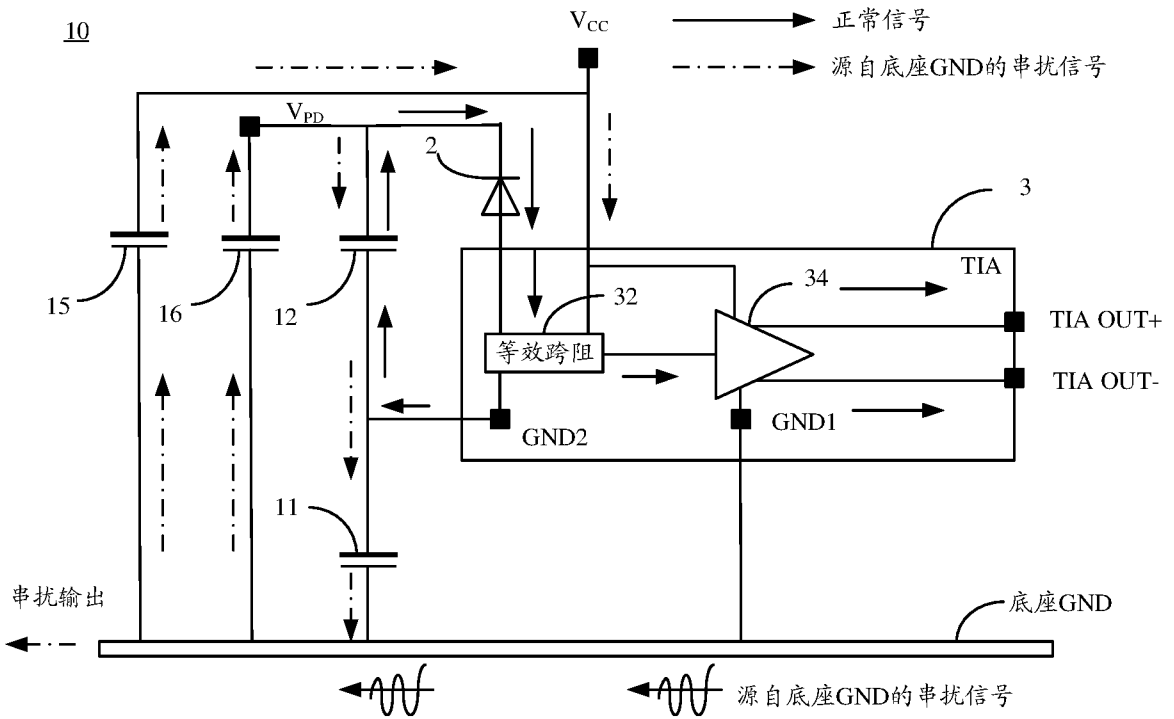 10
V_CC
正常信号
源自底座GND的串扰信号
V_PD
2
3
TIA
15
16
12
32
34
等效跨阻
TIA OUT+
TIA OUT-
GND2
GND1
11
串扰输出
底座GND
源自底座GND的串扰信号